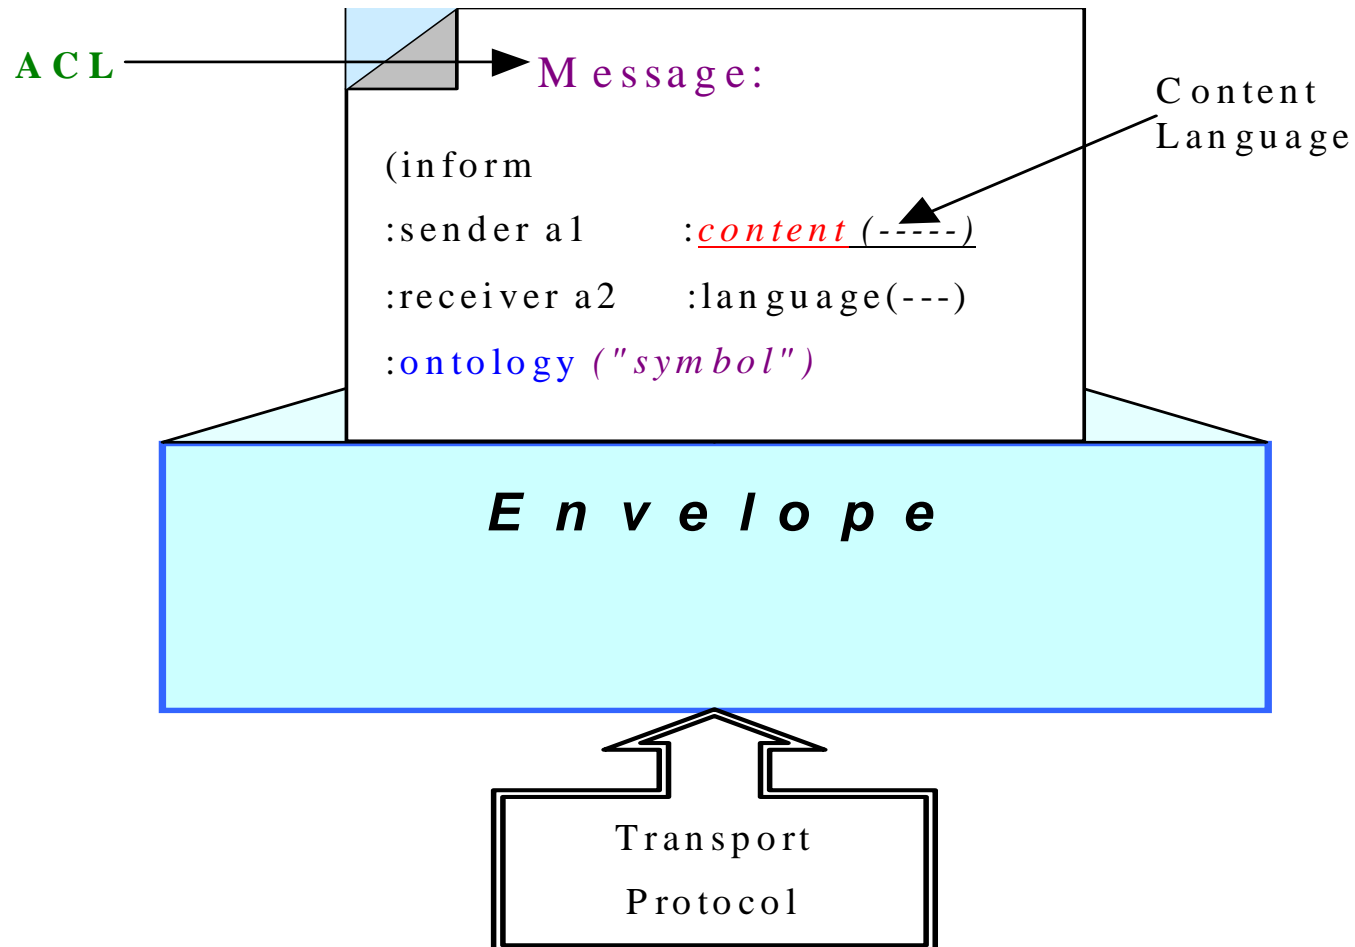 ACL
Message:
Content
Language
(inform
:sender a1 :content (-----)
:receiver a2 :language(---)
:ontology ("symbol")
Envelope
Transport
Protocol